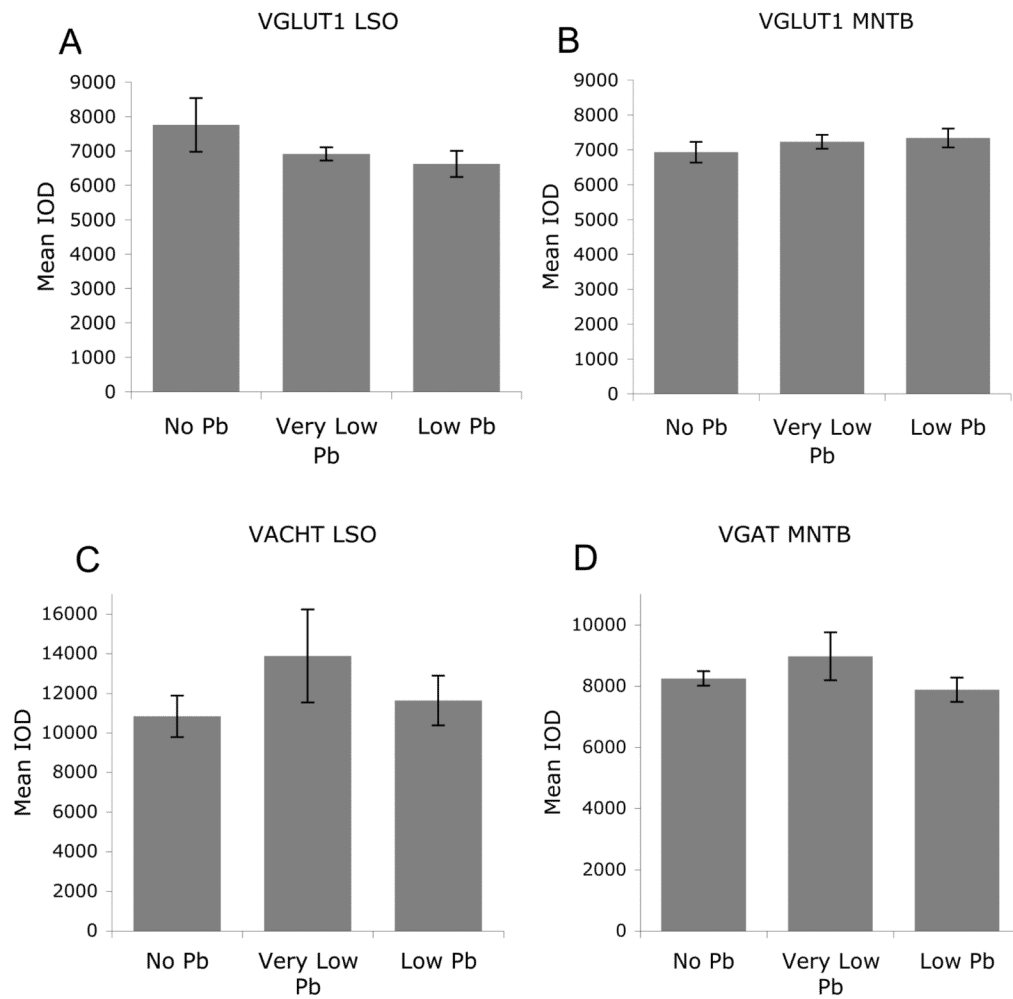 A
VGLUT1 LSO
9000
8000
7000
6000
5000
4000
3000
2000
1000
0
Mean IOD
No Pb
Very Low
Pb
Low Pb
B
VGLUT1 MNTB
9000
8000
7000
6000
5000
4000
3000
2000
1000
0
Mean IOD
No Pb
Very Low
Pb
Low Pb
C
VACHT LSO
16000
14000
12000
10000
8000
6000
4000
2000
0
Mean IOD
No Pb
Very Low
Pb
Low Pb
D
VGAT MNTB
10000
8000
6000
4000
2000
0
Mean IOD
No Pb
Very Low
Pb
Low Pb